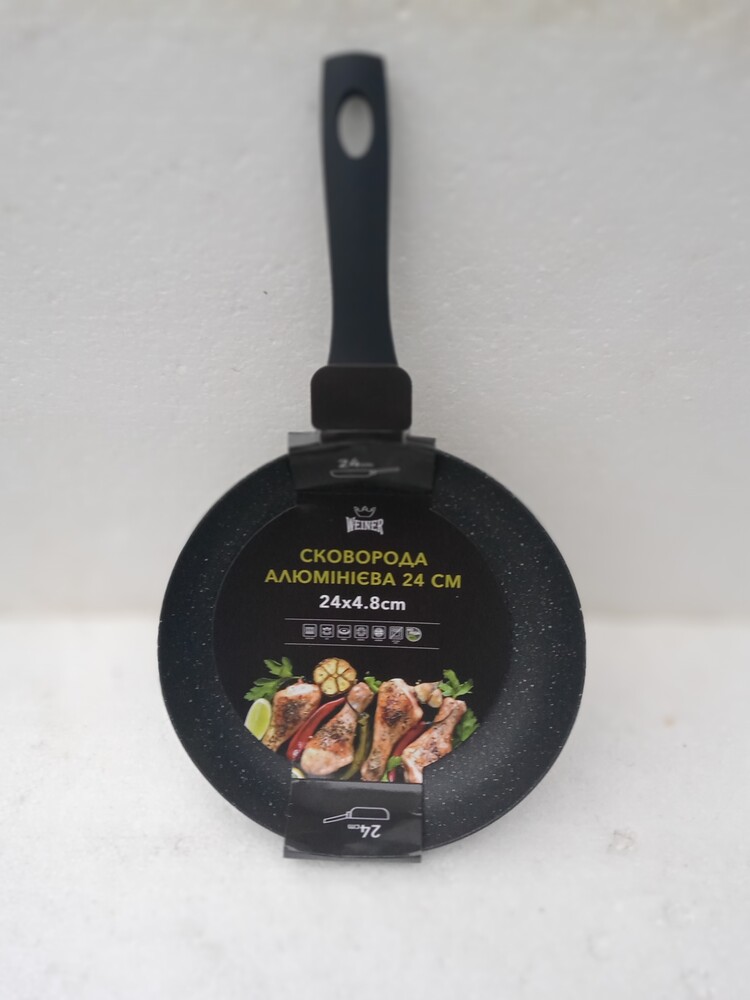 24cm
WEINER
СКОВОРОДА
АЛЮМІНІЄВА 24 СМ
24x4.8cm
24cm